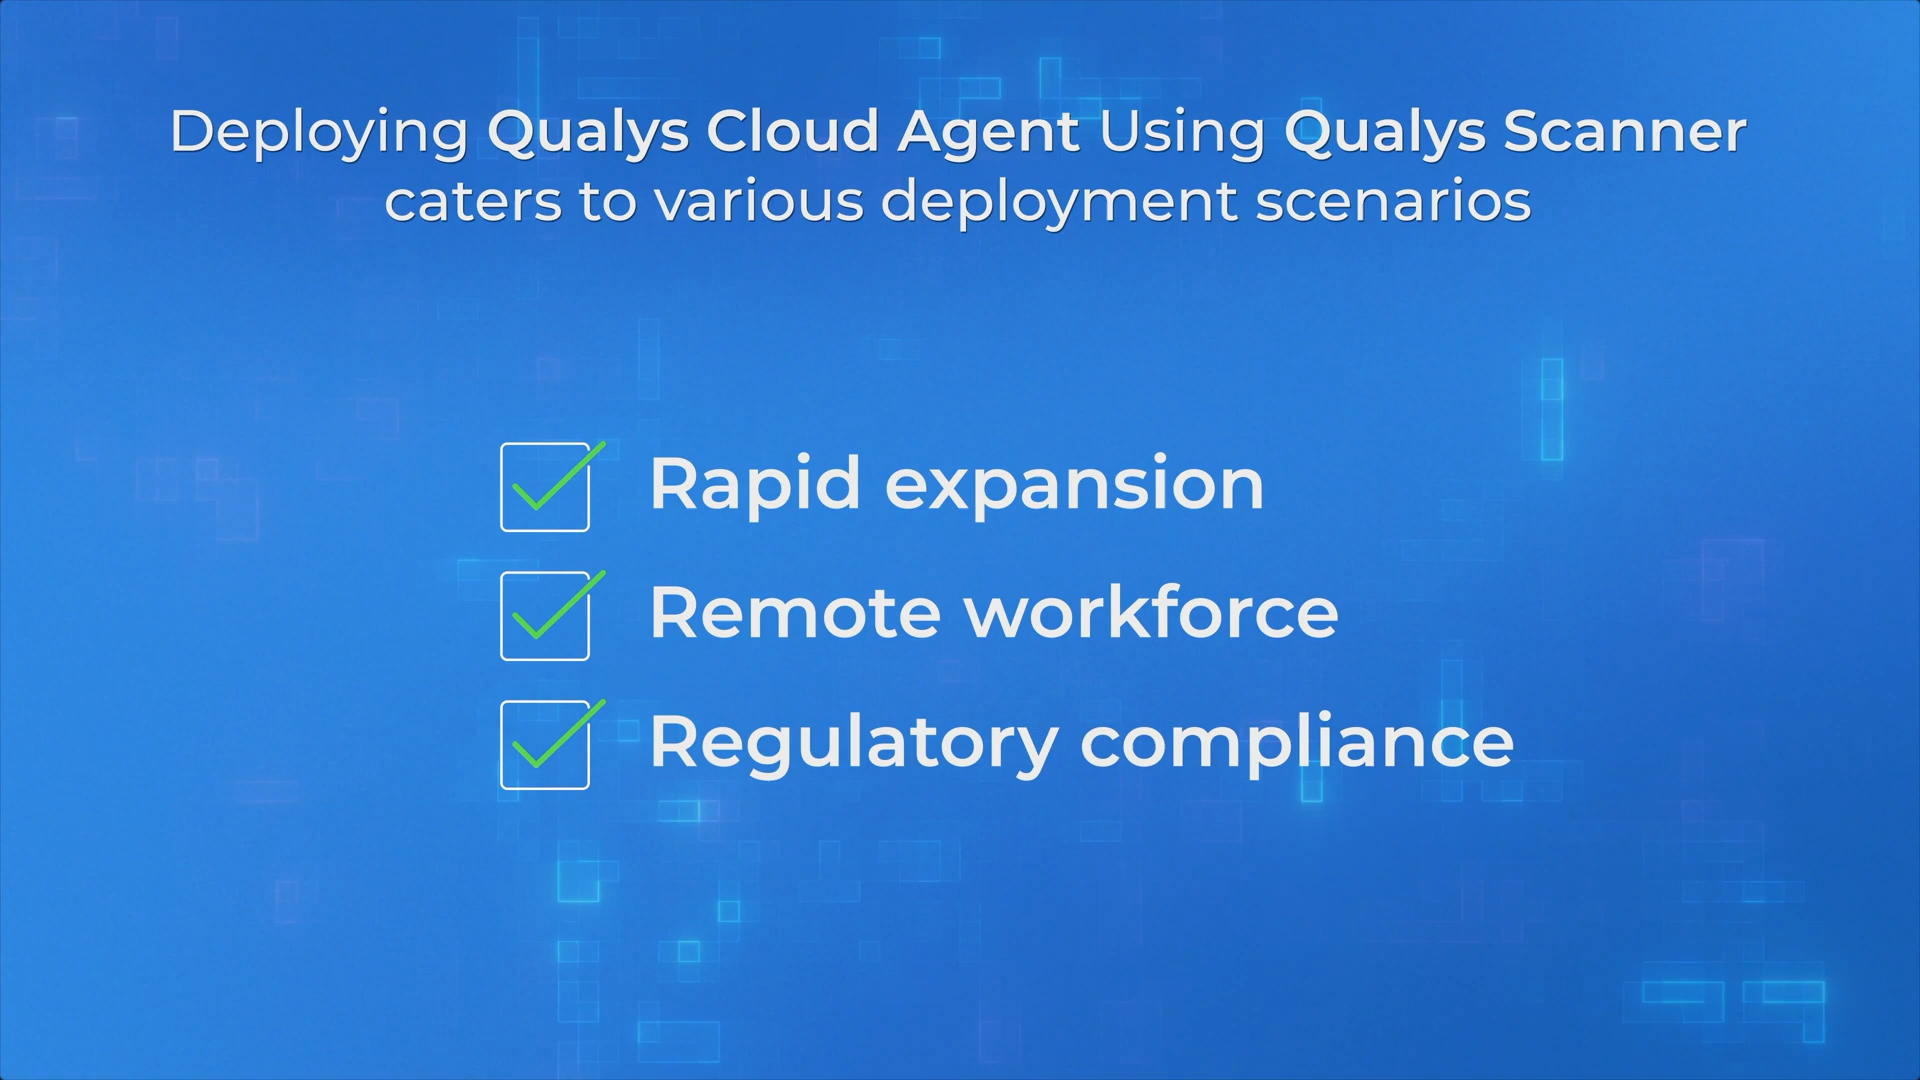 Deploying Qualys Cloud Agent Using Qualys Scanner
caters to various deployment scenarios
Rapid expansion
Remote workforce
Regulatory compliance